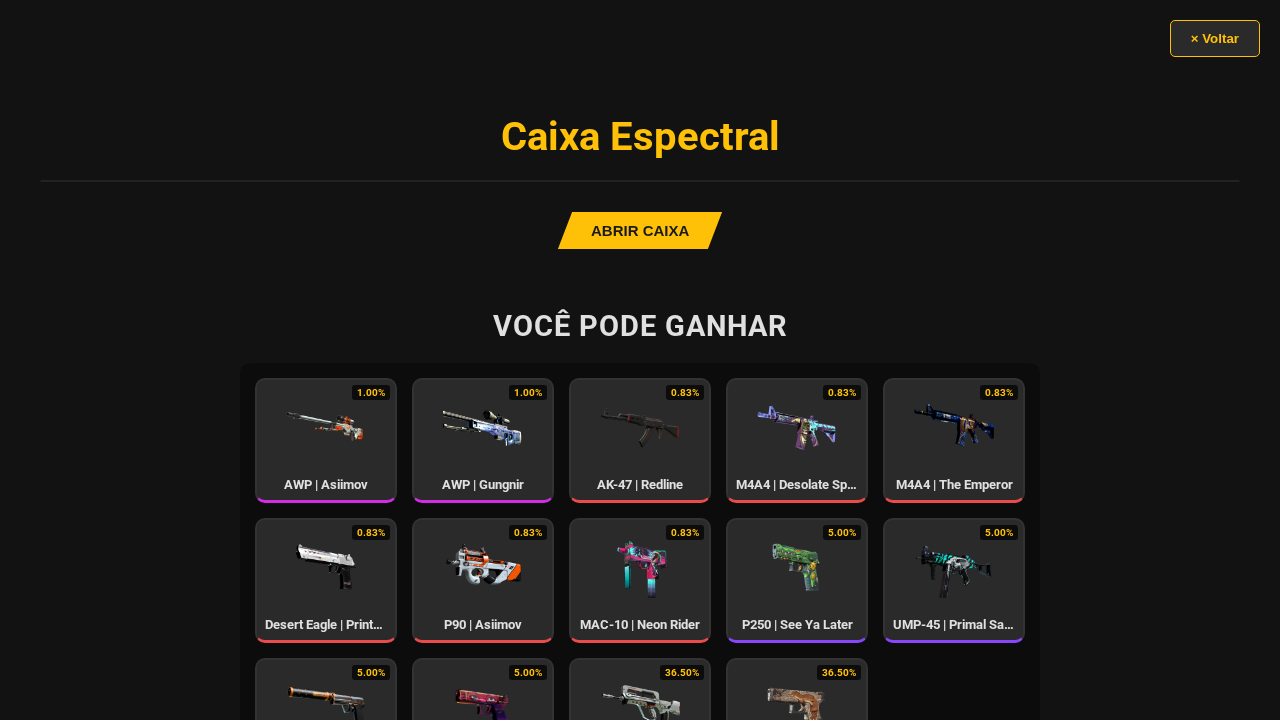 × Voltar
Caixa Espectral
ABRIR CAIXA
VOCÊ PODE GANHAR
1.00%
AWP | Asiimov
1.00%
AWP | Gungnir
0.83%
AK-47 | Redline
0.83%
M4A4 | Desolate Sp...
0.83%
M4A4 | The Emperor
0.83%
Desert Eagle | Print...
0.83%
P90 | Asiimov
0.83%
MAC-10 | Neon Rider
5.00%
P250 | See Ya Later
5.00%
UMP-45 | Primal Sa...
5.00%
5.00%
36.50%
36.50%